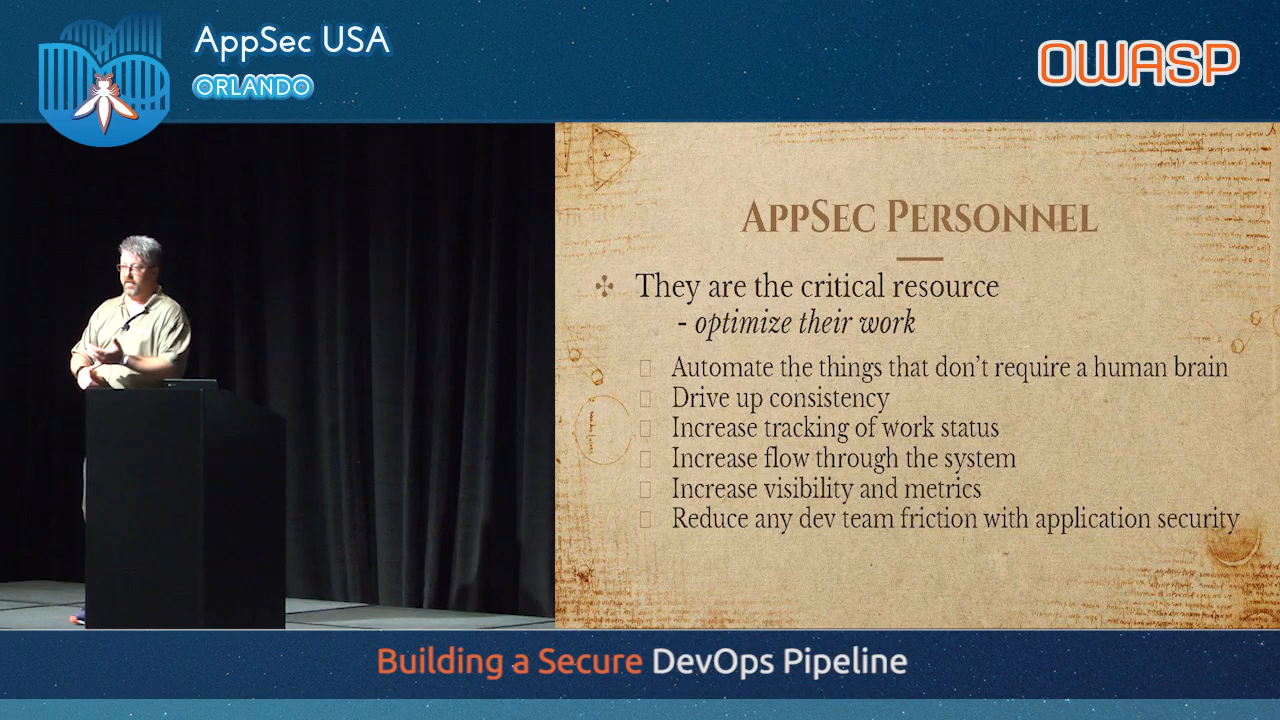 AppSec USA
ORLANDO
OWASP
AppSec Personnel
They are the critical resource
- optimize their work
Automate the things that don't require a human brain
Drive up consistency
Increase tracking of work status
Increase flow through the system
Increase visibility and metrics
Reduce any dev team friction with application security
Building a Secure DevOps Pipeline